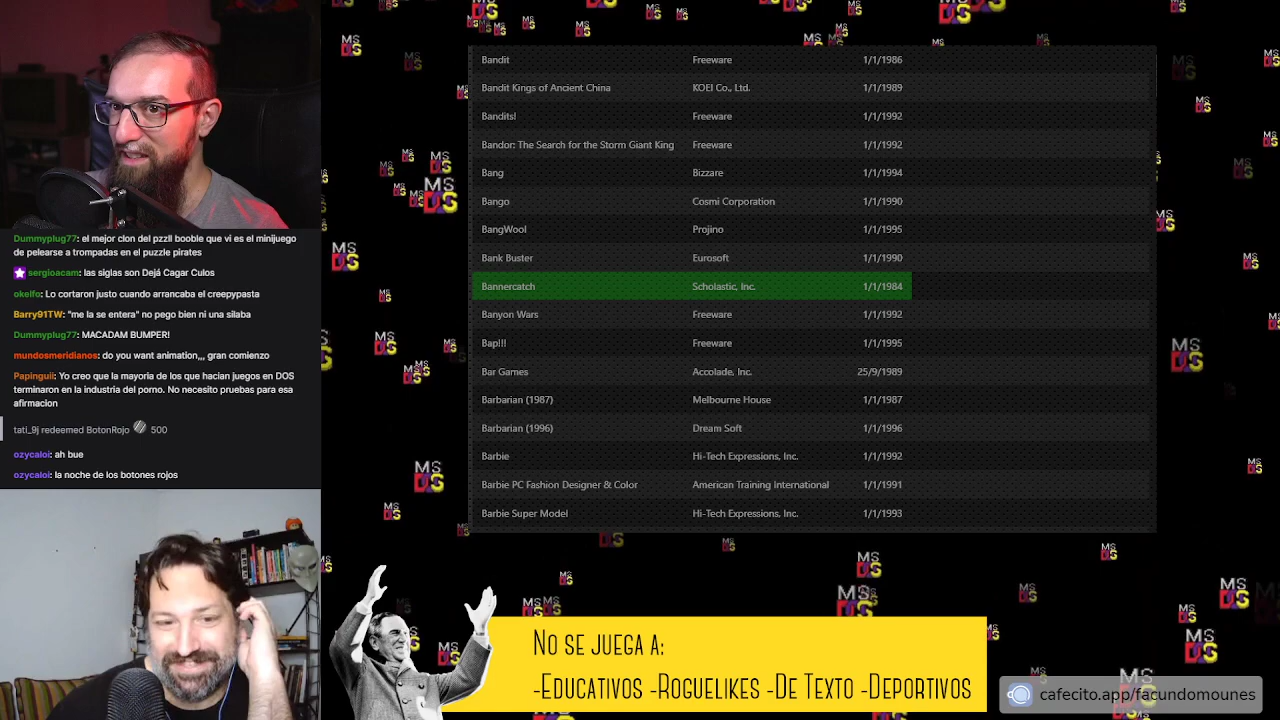 Dummyplug77: el mejor clon del pzzll booble que vi es el minijuego
de pelearse a trompadas en el puzzle pirates
sergioacam: las siglas son Dejá Cagar Culos
okelfo: Lo cortaron justo cuando arrancaba el creepypasta
Barry91TW: "me la se entera" no pego bien ni una silaba
Dummyplug77: MACADAM BUMPER!
mundosmeridianos: do you want animation,,, gran comienzo
Papinguil: Yo creo que la mayoria de los que hacian juegos en DOS
terminaron en la industria del porno. No necesito pruebas para esa
afirmacion
tati_9j redeemed BotonRojo 500
ozycaloi: ah bue
ozycaloi: la noche de los botones rojos
Bandit Freeware 1/1/1986
Bandit Kings of Ancient China KOEI Co., Ltd. 1/1/1989
Bandits! Freeware 1/1/1992
Bandor: The Search for the Storm Giant King Freeware 1/1/1992
Bang Bizzare 1/1/1994
Bango Cosmi Corporation 1/1/1990
BangWool Projino 1/1/1995
Bank Buster Eurosoft 1/1/1990
Bannercatch Scholastic, Inc. 1/1/1984
Banyon Wars Freeware 1/1/1992
Bap!!! Freeware 1/1/1995
Bar Games Accolade, Inc. 25/9/1989
Barbarian (1987) Melbourne House 1/1/1987
Barbarian (1996) Dream Soft 1/1/1996
Barbie Hi-Tech Expressions, Inc. 1/1/1992
Barbie PC Fashion Designer & Color American Training International 1/1/1991
Barbie Super Model Hi-Tech Expressions, Inc. 1/1/1993
No se juega a:
-Educativos -Roguelikes -De Texto -Deportivos
cafecito.app/facundomounes
MS
DOS